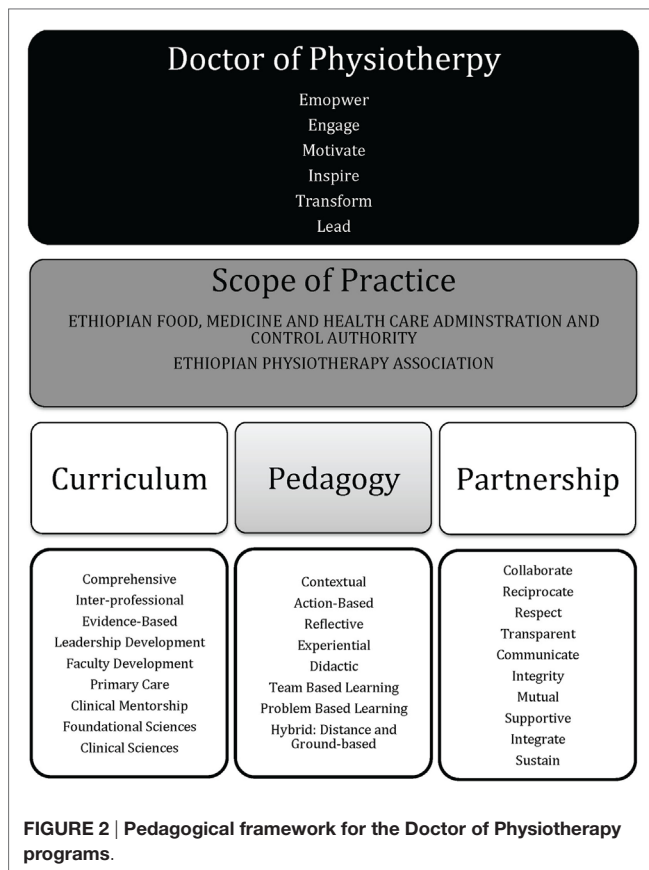 Doctor of Physiotherpy
Emopwer
Engage
Motivate
Inspire
Transform
Lead
Scope of Practice
ETHIOPIAN FOOD, MEDICINE AND HEALTH CARE ADMINSTRATION AND
CONTROL AUTHORITY
ETHIOPIAN PHYSIOTHERAPY ASSOCIATION
Curriculum
Pedagogy
Partnership
Comprehensive
Inter-professional
Evidence-Based
Leadership Development
Faculty Development
Primary Care
Clinical Mentorship
Foundational Sciences
Clinical Sciences
Contextual
Action-Based
Reflective
Experiential
Didactic
Team Based Learning
Problem Based Learning
Hybrid: Distance and
Ground-based
Collaborate
Reciprocate
Respect
Transparent
Communicate
Integrity
Mutual
Supportive
Integrate
Sustain
FIGURE 2 | Pedagogical framework for the Doctor of Physiotherapy
programs.